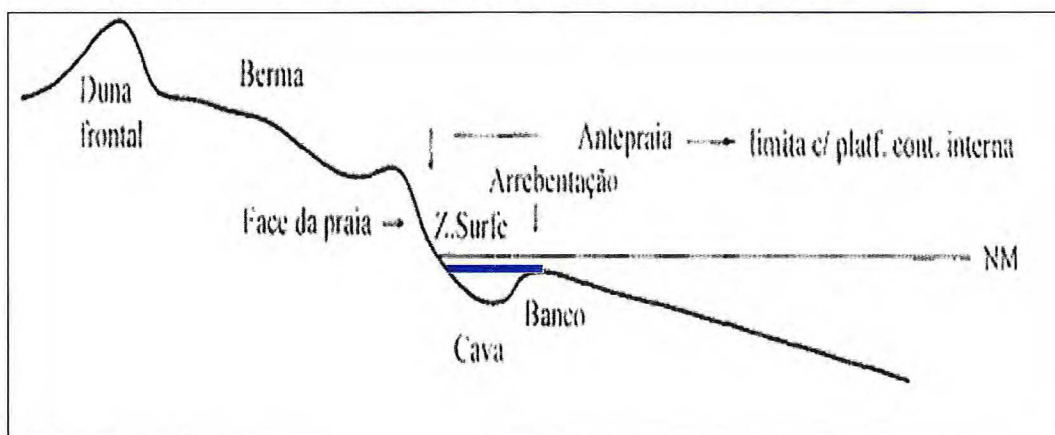 Berma
Duna
frontal
Antepraia
limita c/ platf. cont. interna
Arrebentação
Face da praia
Z.Surfe
NM
Banco
Cava